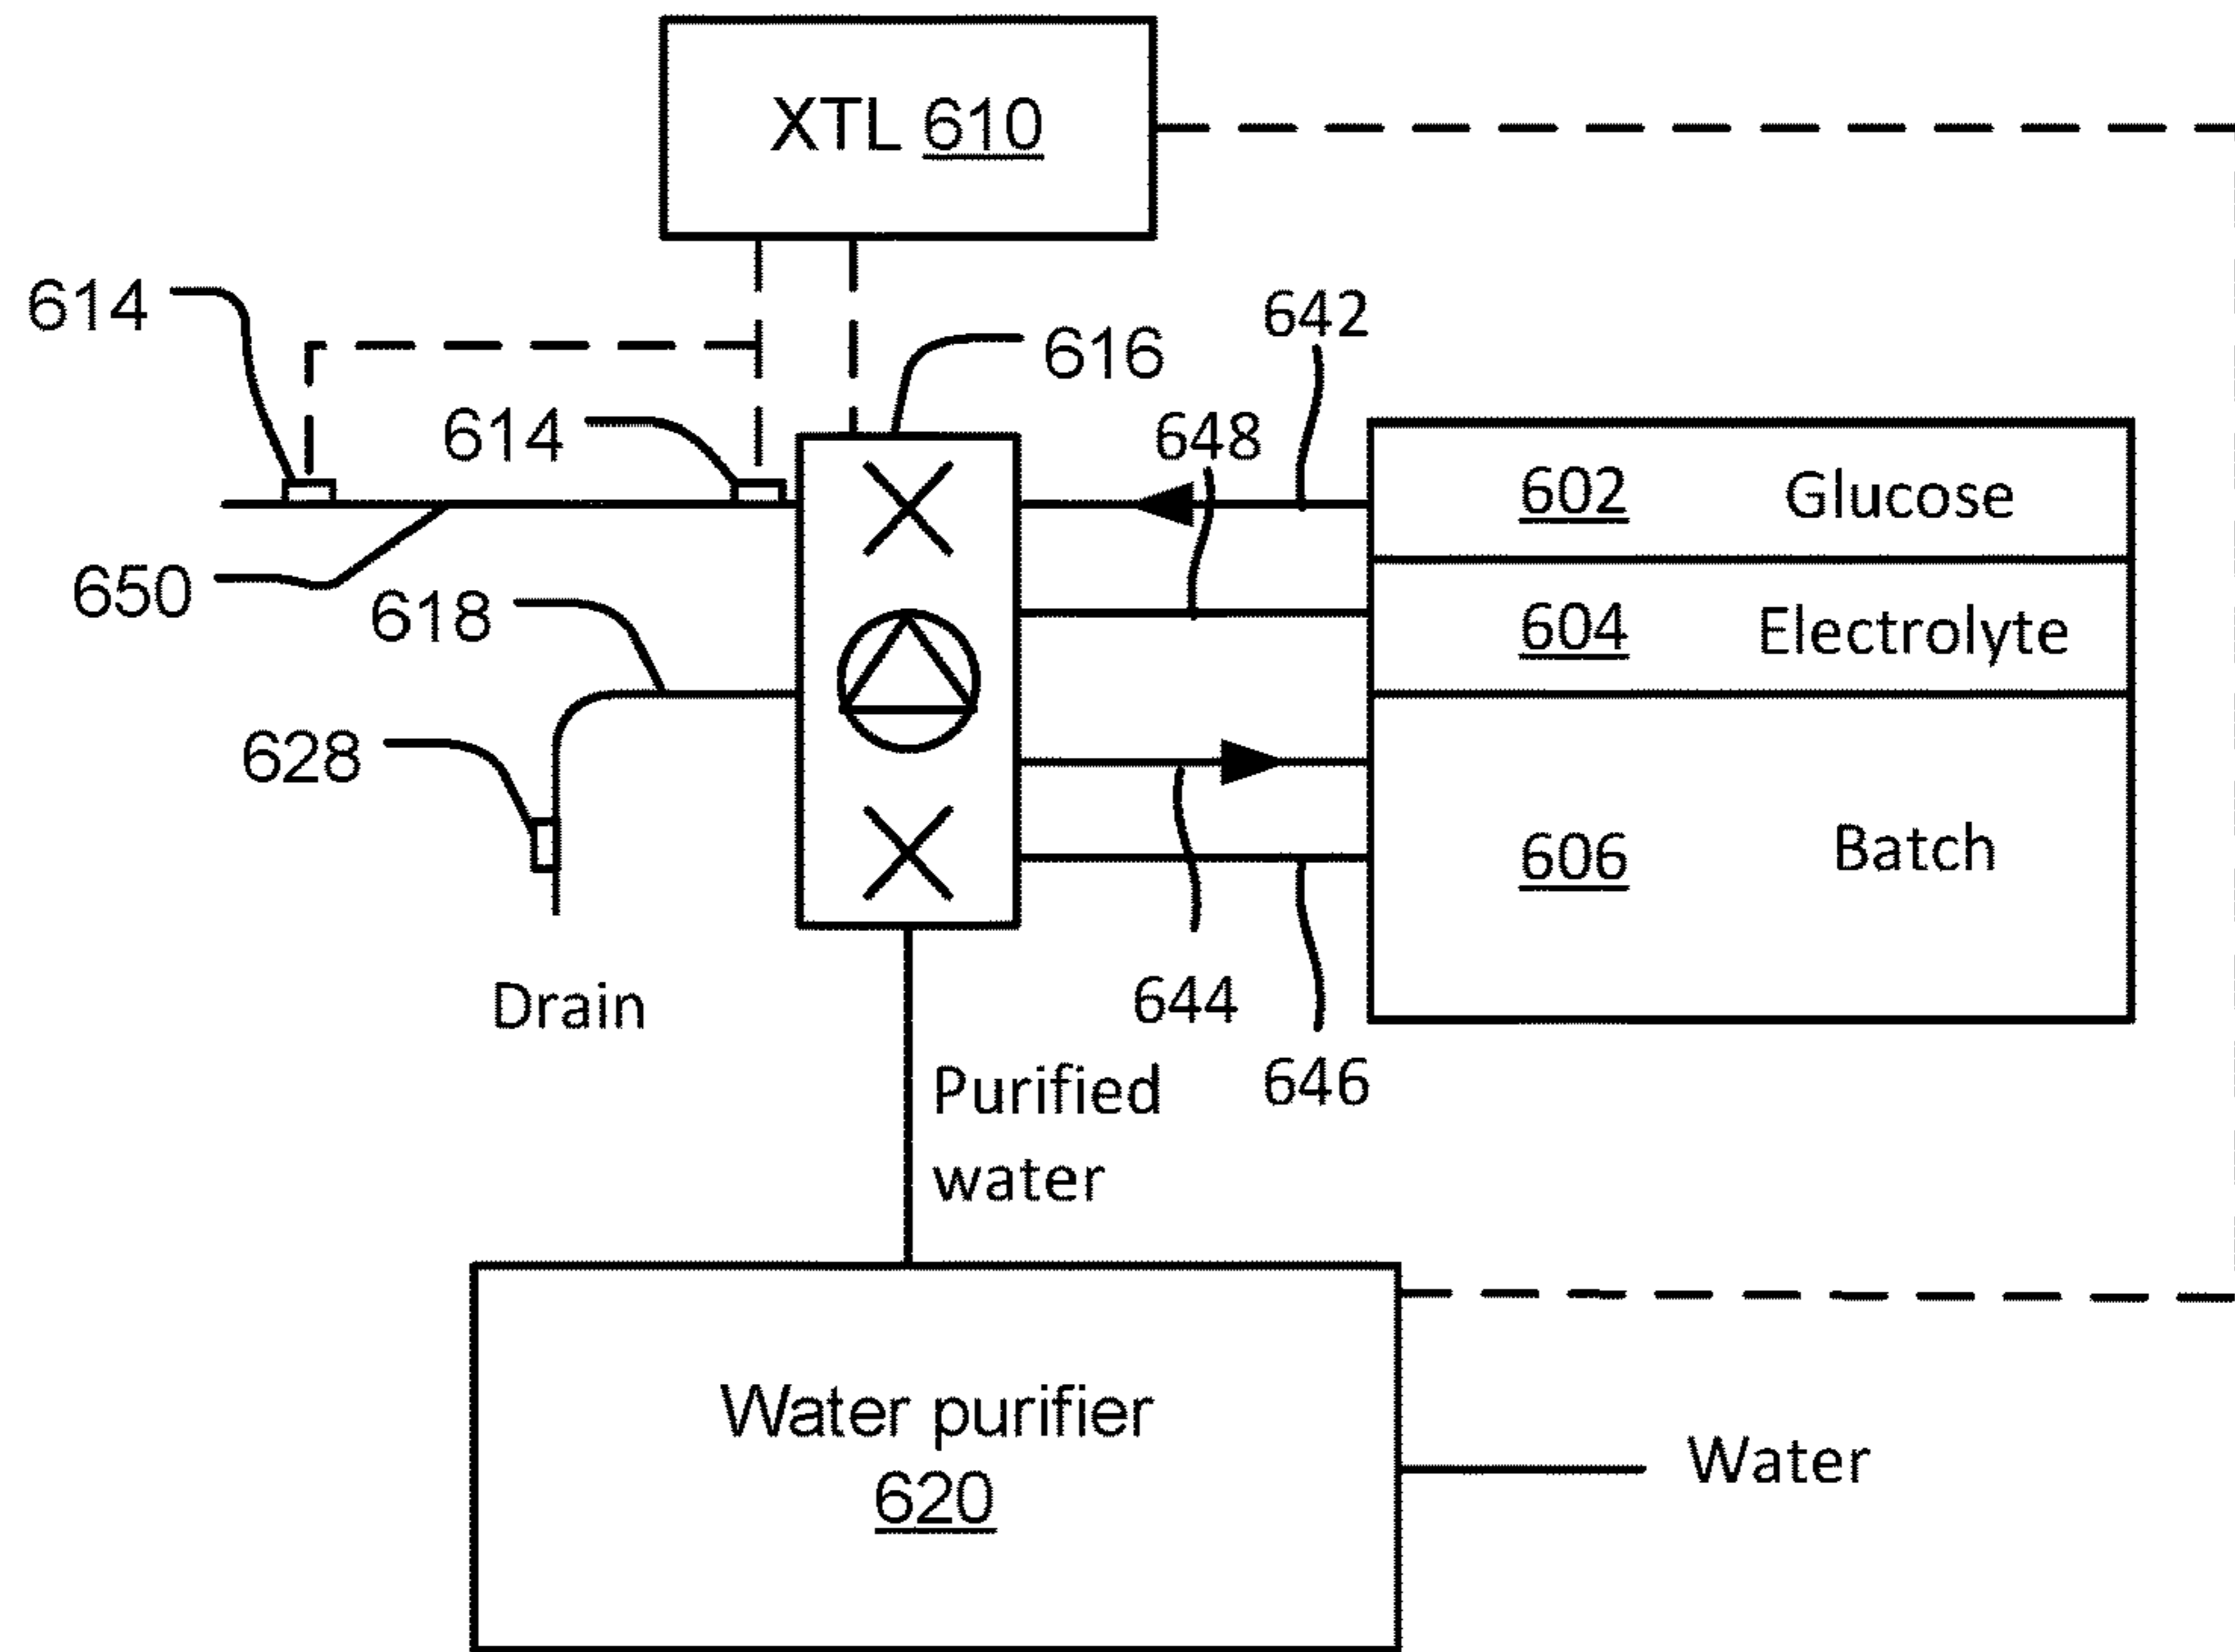 XTL 610
614
614
616
642
648
650
618
628
602 Glucose
604 Electrolyte
606 Batch
644
646
Drain
Purified
water
Water purifier
620
Water